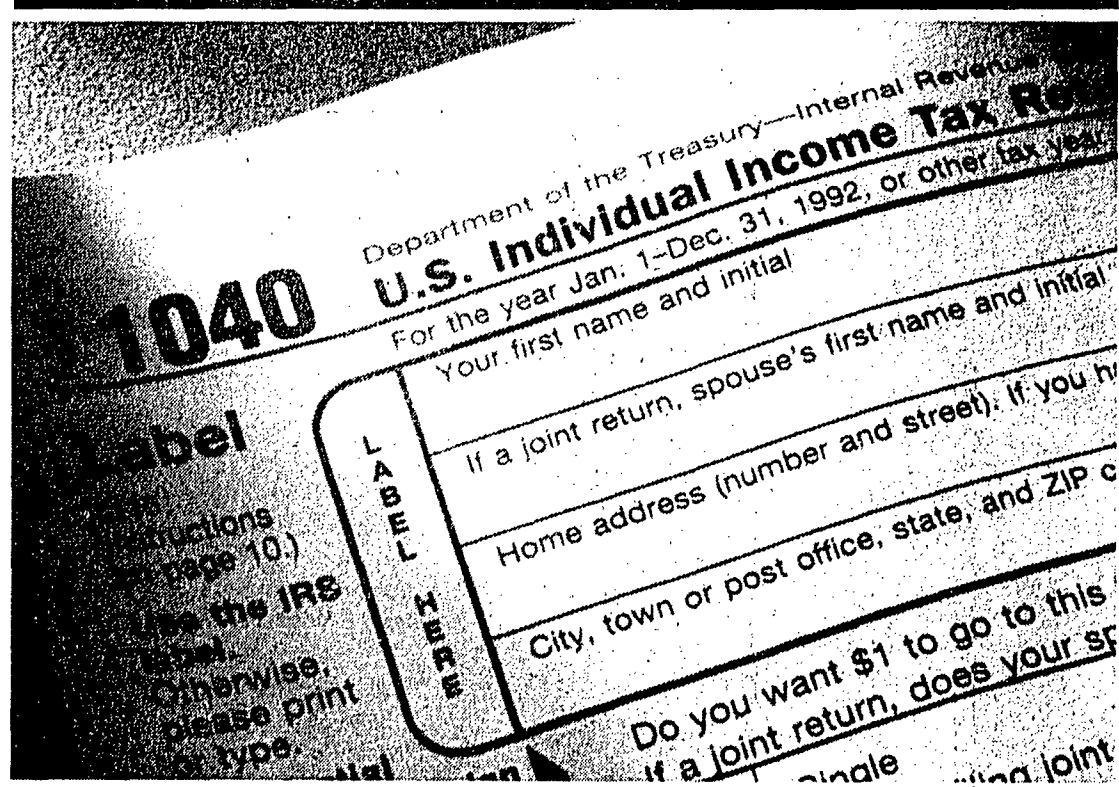 Department of the Treasury—Internal Revenue
1040
U.S. Individual Income Tax
For the year Jan. 1–Dec. 31, 1992, or other tax year
Label
page 10.)
Use the IRS
label.
Otherwise,
please print
or type.
LABEL HERE
Your first name and initial
If a joint return, spouse's first name and initial
Home address (number and street). If you
City, town or post office, state, and ZIP
Do you want $1 to go to this
If a joint return, does your
Single
joint